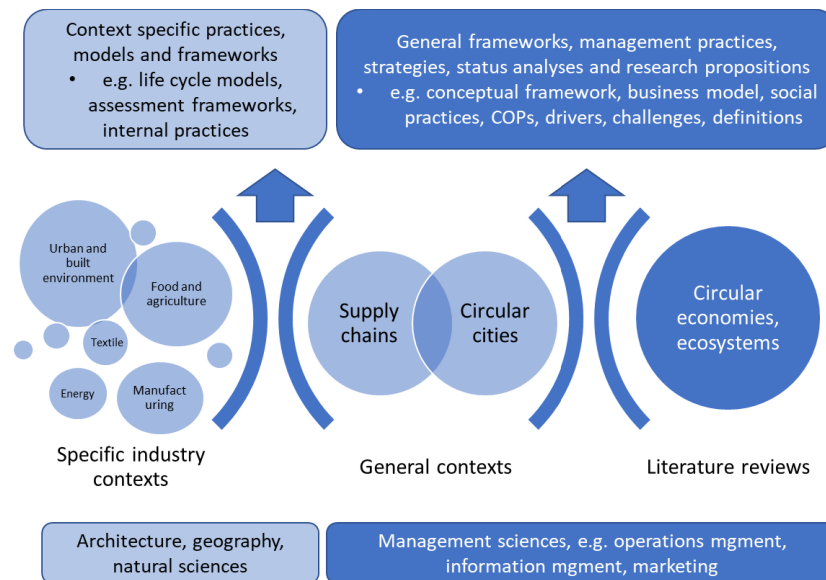 Context specific practices,
models and frameworks
• e.g. life cycle models,
assessment frameworks,
internal practices
General frameworks, management practices,
strategies, status analyses and research propositions
• e.g. conceptual framework, business model, social
practices, COPs, drivers, challenges, definitions
Urban and
built
environment
Food and
agriculture
Textile
Energy
Manufact
uring
Supply
chains
Circular
cities
Circular
economies,
ecosystems
Specific industry
contexts
General contexts
Literature reviews
Architecture, geography,
natural sciences
Management sciences, e.g. operations mgment,
information mgment, marketing